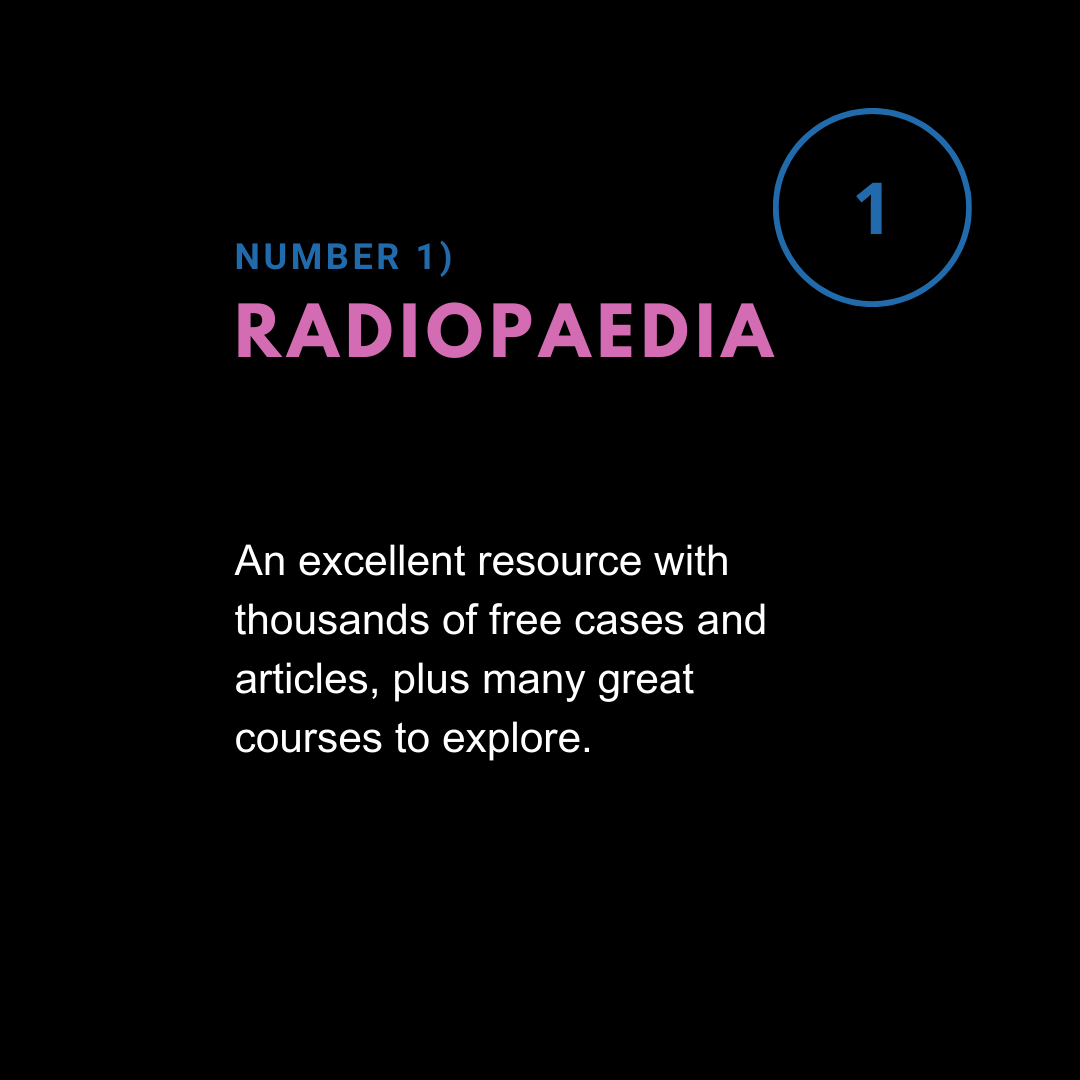 1
NUMBER 1)
RADIOPAEDIA
An excellent resource with
thousands of free cases and
articles, plus many great
courses to explore.